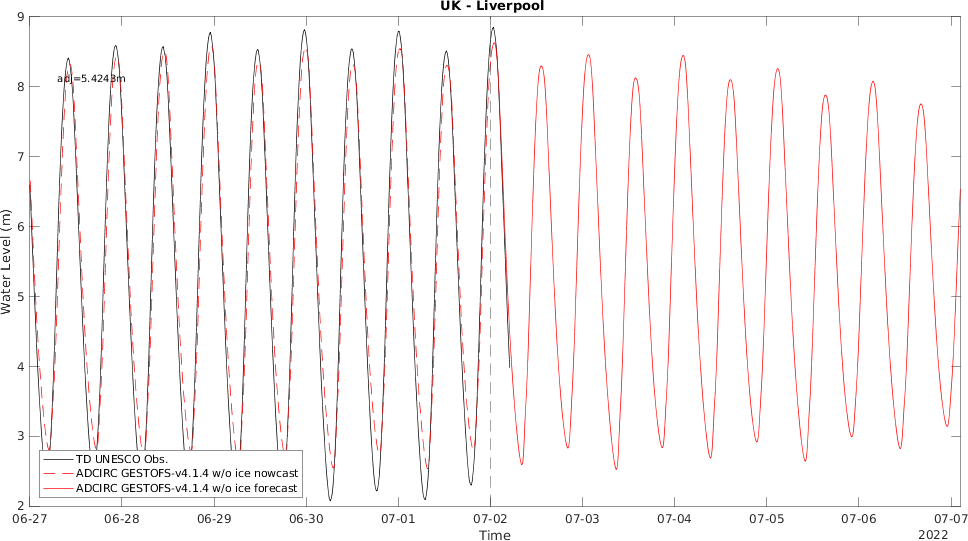 UK - Liverpool
9
8
7
6
5
4
3
2
Water Level (m)
adj=5.4243m
TD UNESCO Obs.
ADCIRC GESTOFS-v4.1.4 w/o ice nowcast
ADCIRC GESTOFS-v4.1.4 w/o ice forecast
06-27 06-28 06-29 06-30 07-01 07-02 07-03 07-04 07-05 07-06 07-07
Time
2022